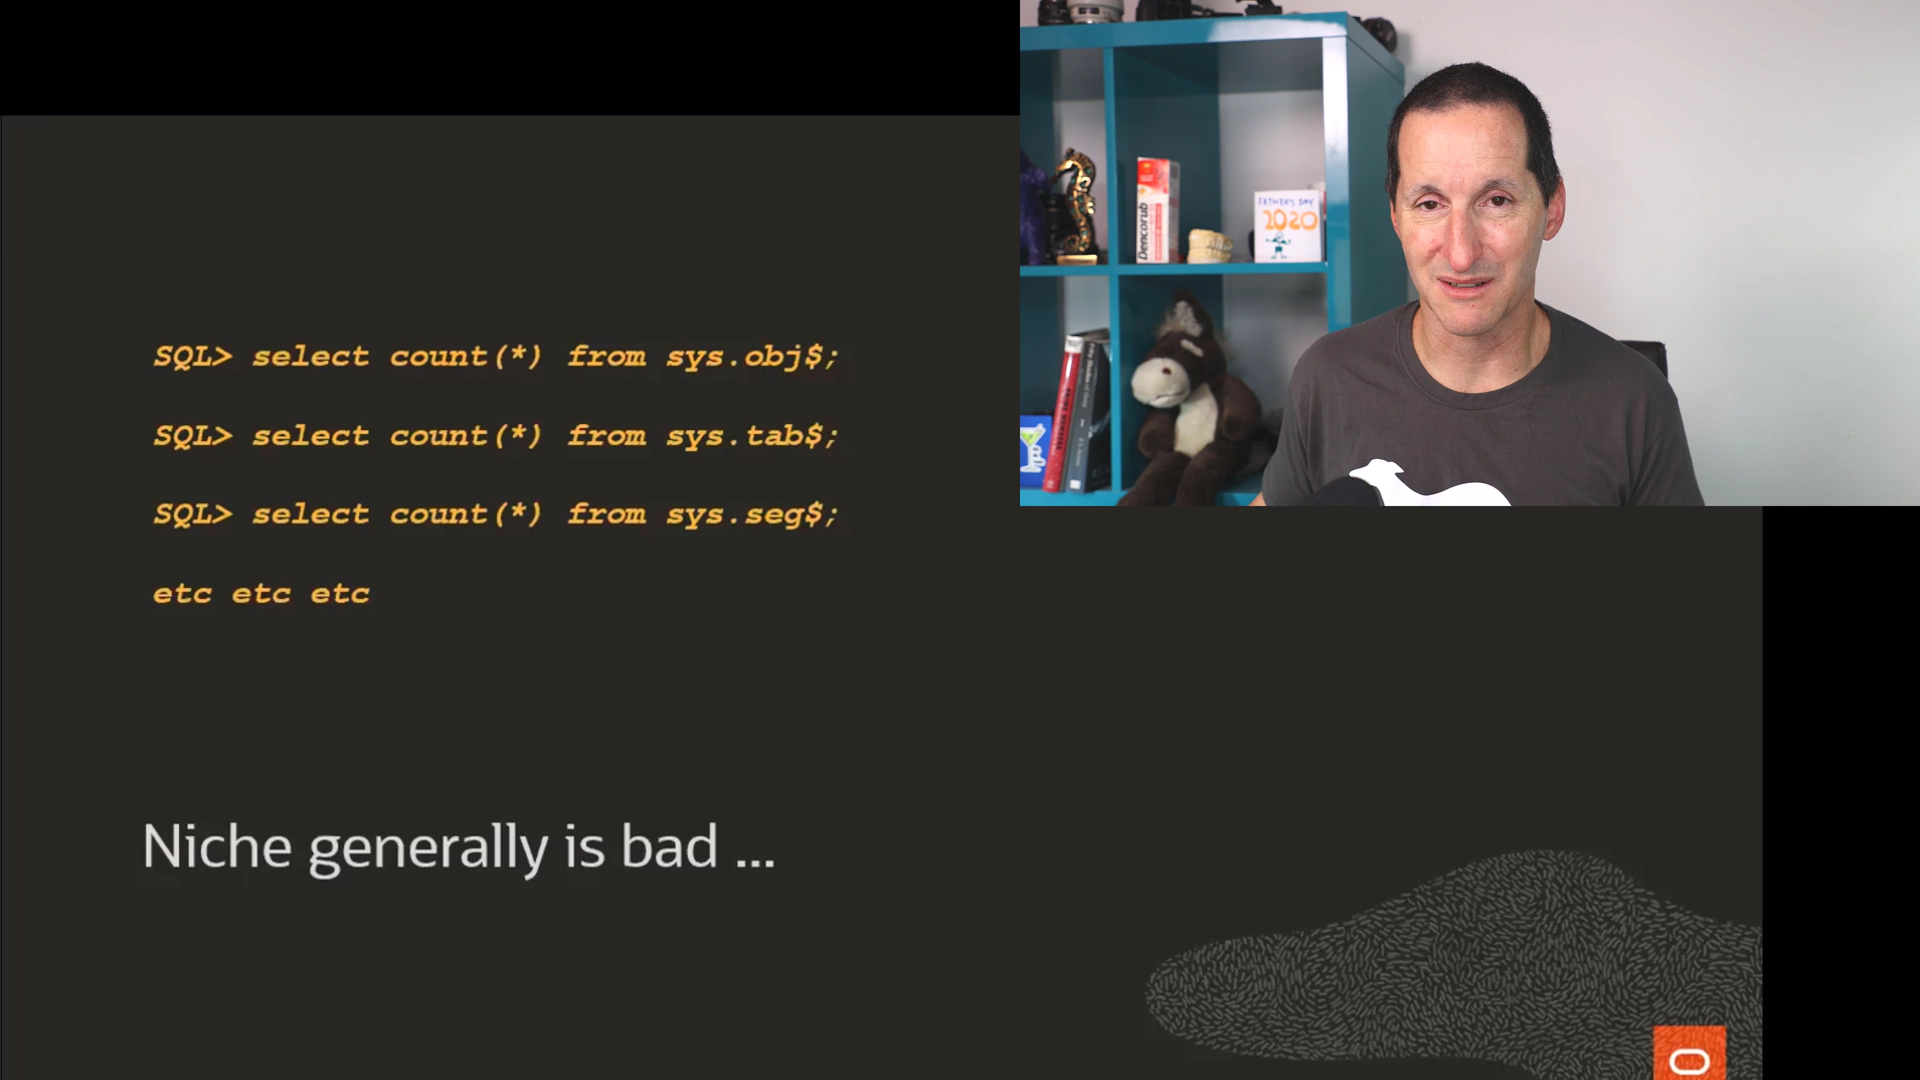 SQL> select count(*) from sys.obj$;
SQL> select count(*) from sys.tab$;
SQL> select count(*) from sys.seg$;
etc etc etc
Niche generally is bad ...
Dencorub
FATHER'S DAY
2020